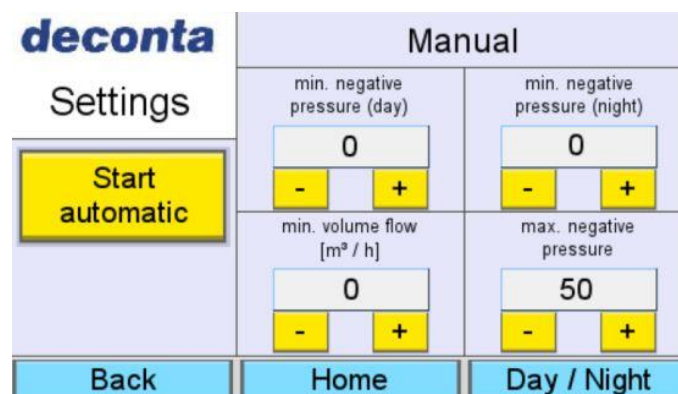 deconta
Manual
Settings
min. negative
pressure (day)
0
- +
min. negative
pressure (night)
0
- +
Start
automatic
min. volume flow
[m³ / h]
0
- +
max. negative
pressure
50
- +
Back
Home
Day / Night